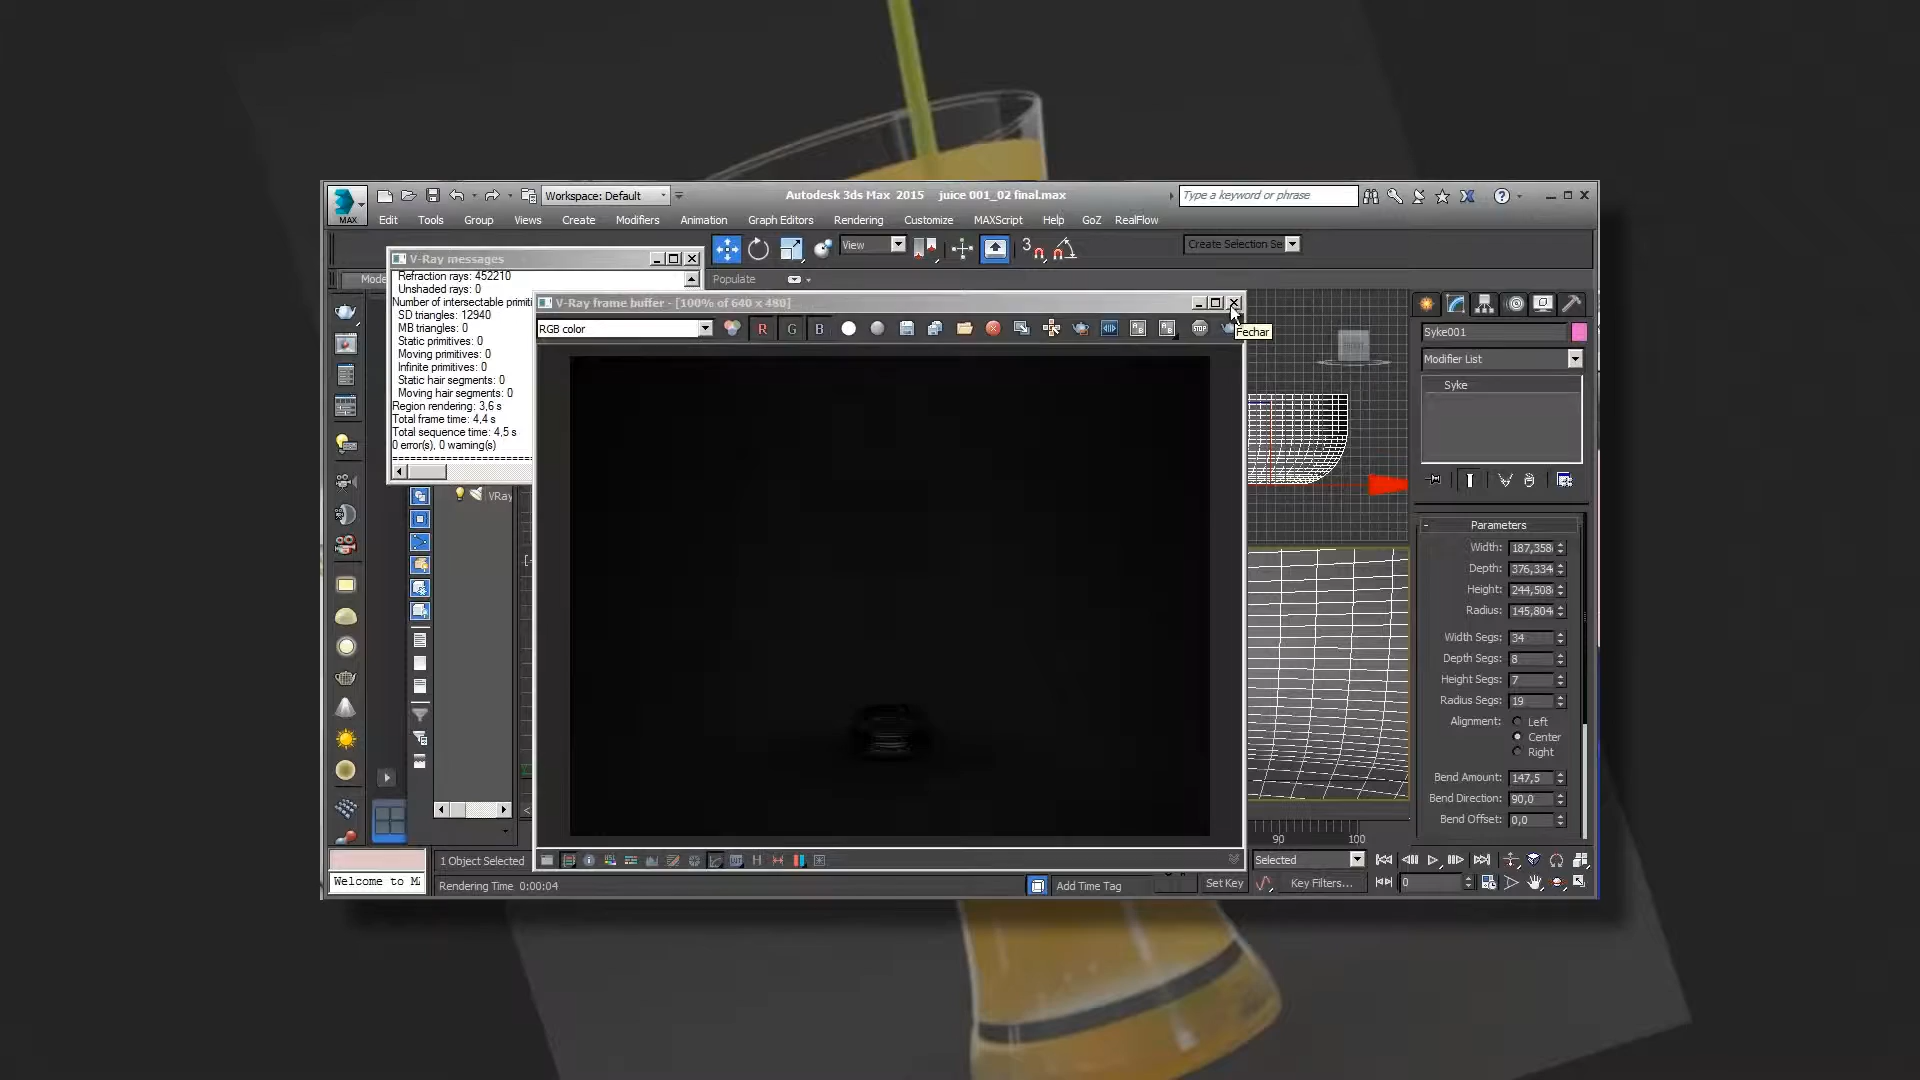 Workspace: Default
Autodesk 3ds Max 2015 juice 001_02 final.max
Type a keyword or phrase
MAX
Edit Tools Group Views Create Modifiers Animation Graph Editors Rendering Customize MAXScript Help GoZ RealFlow
View
3
Create Selection Se
V-Ray messages
Mode
Populate
Refraction rays: 452210
Unshaded rays: 0
Number of intersectable primiti
SD triangles: 12940
MB triangles: 0
Static primitives: 0
Moving primitives: 0
Infinite primitives: 0
Static hair segments: 0
Moving hair segments: 0
Region rendering: 3,6 s
Total frame time: 4,4 s
Total sequence time: 4,5 s
0 error(s), 0 warning(s)
V-Ray frame buffer - [100% of 640 x 480]
RGB color
R G B
STOP
Fechar
VRay
Syke001
Modifier List
Syke
Parameters
Width: 187,358
Depth: 376,334
Height: 244,508
Radius: 145,804
Width Segs: 34
Depth Segs: 8
Height Segs: 7
Radius Segs: 19
Alignment: Left
Center
Right
Bend Amount: 147,5
Bend Direction: 90,0
Bend Offset: 0,0
90 100
1 Object Selected
H
Selected
Welcome to M
Rendering Time 0:00:04
Add Time Tag
Set Key
Key Filters...
0